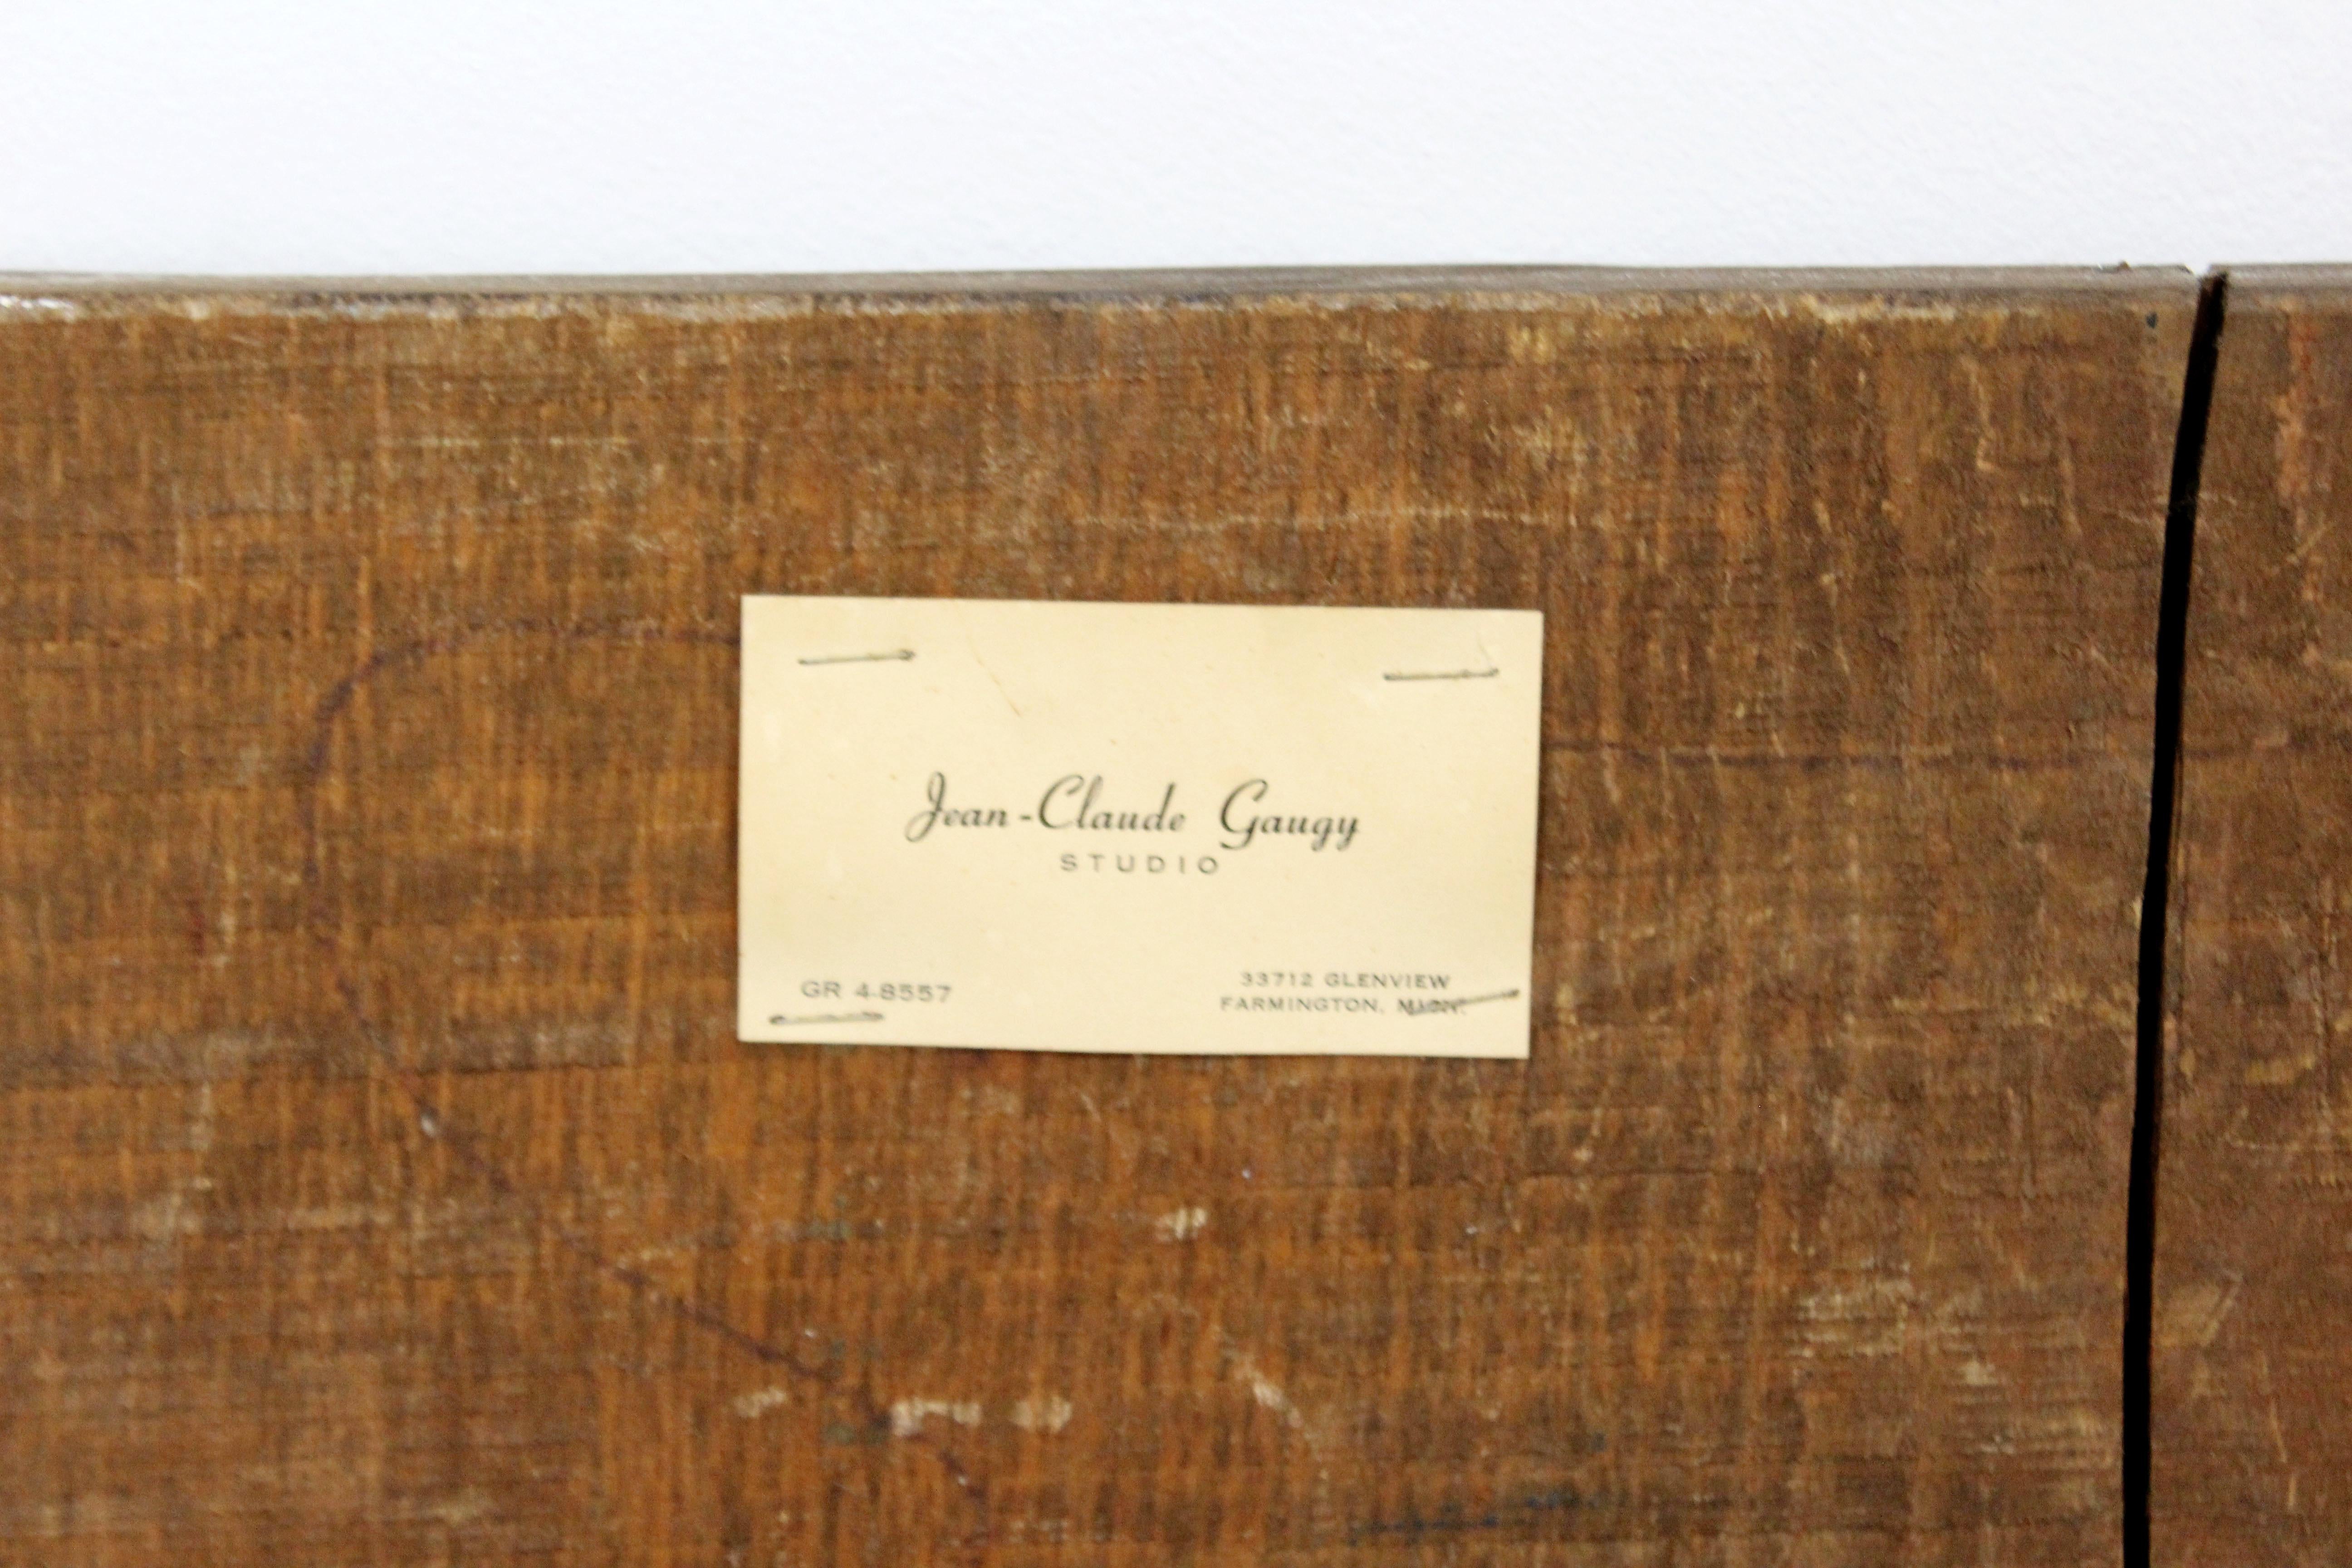 Jean-Claude Gaugy
STUDIO
GR 4-8557
33712 GLENVIEW
FARMINGTON, MICH.